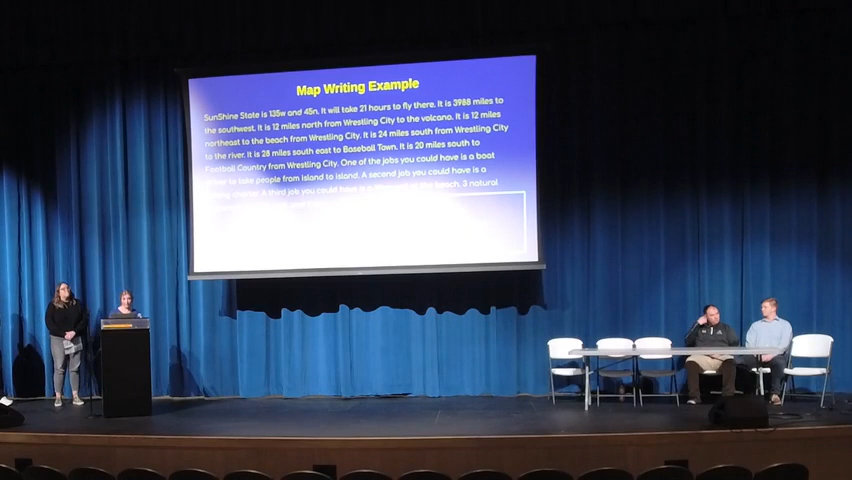 Map Writing Example
SunShine State is 135w and 45n. It will take 21 hours to fly there. It is 3988 miles to
the southwest. It is 12 miles north from Wrestling City to the volcano. It is 12 miles
northeast to the beach from Wrestling City. It is 24 miles south from Wrestling City
to the river. It is 28 miles south east to Baseball Town. It is 20 miles south to
Football Country from Wrestling City. One of the jobs you could have is a boat
to take people from island to island. A second job you could have is a
A third job you could have is a beach. 3 natural